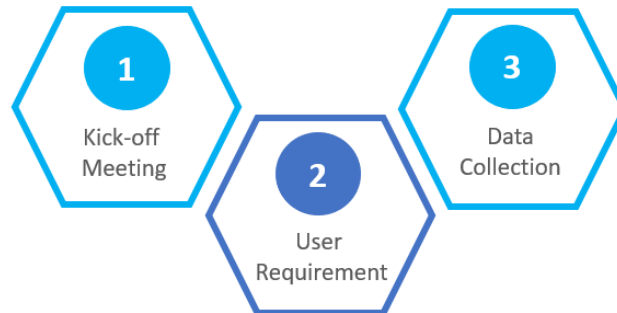 1
Kick-off
Meeting
2
User
Requirement
3
Data
Collection